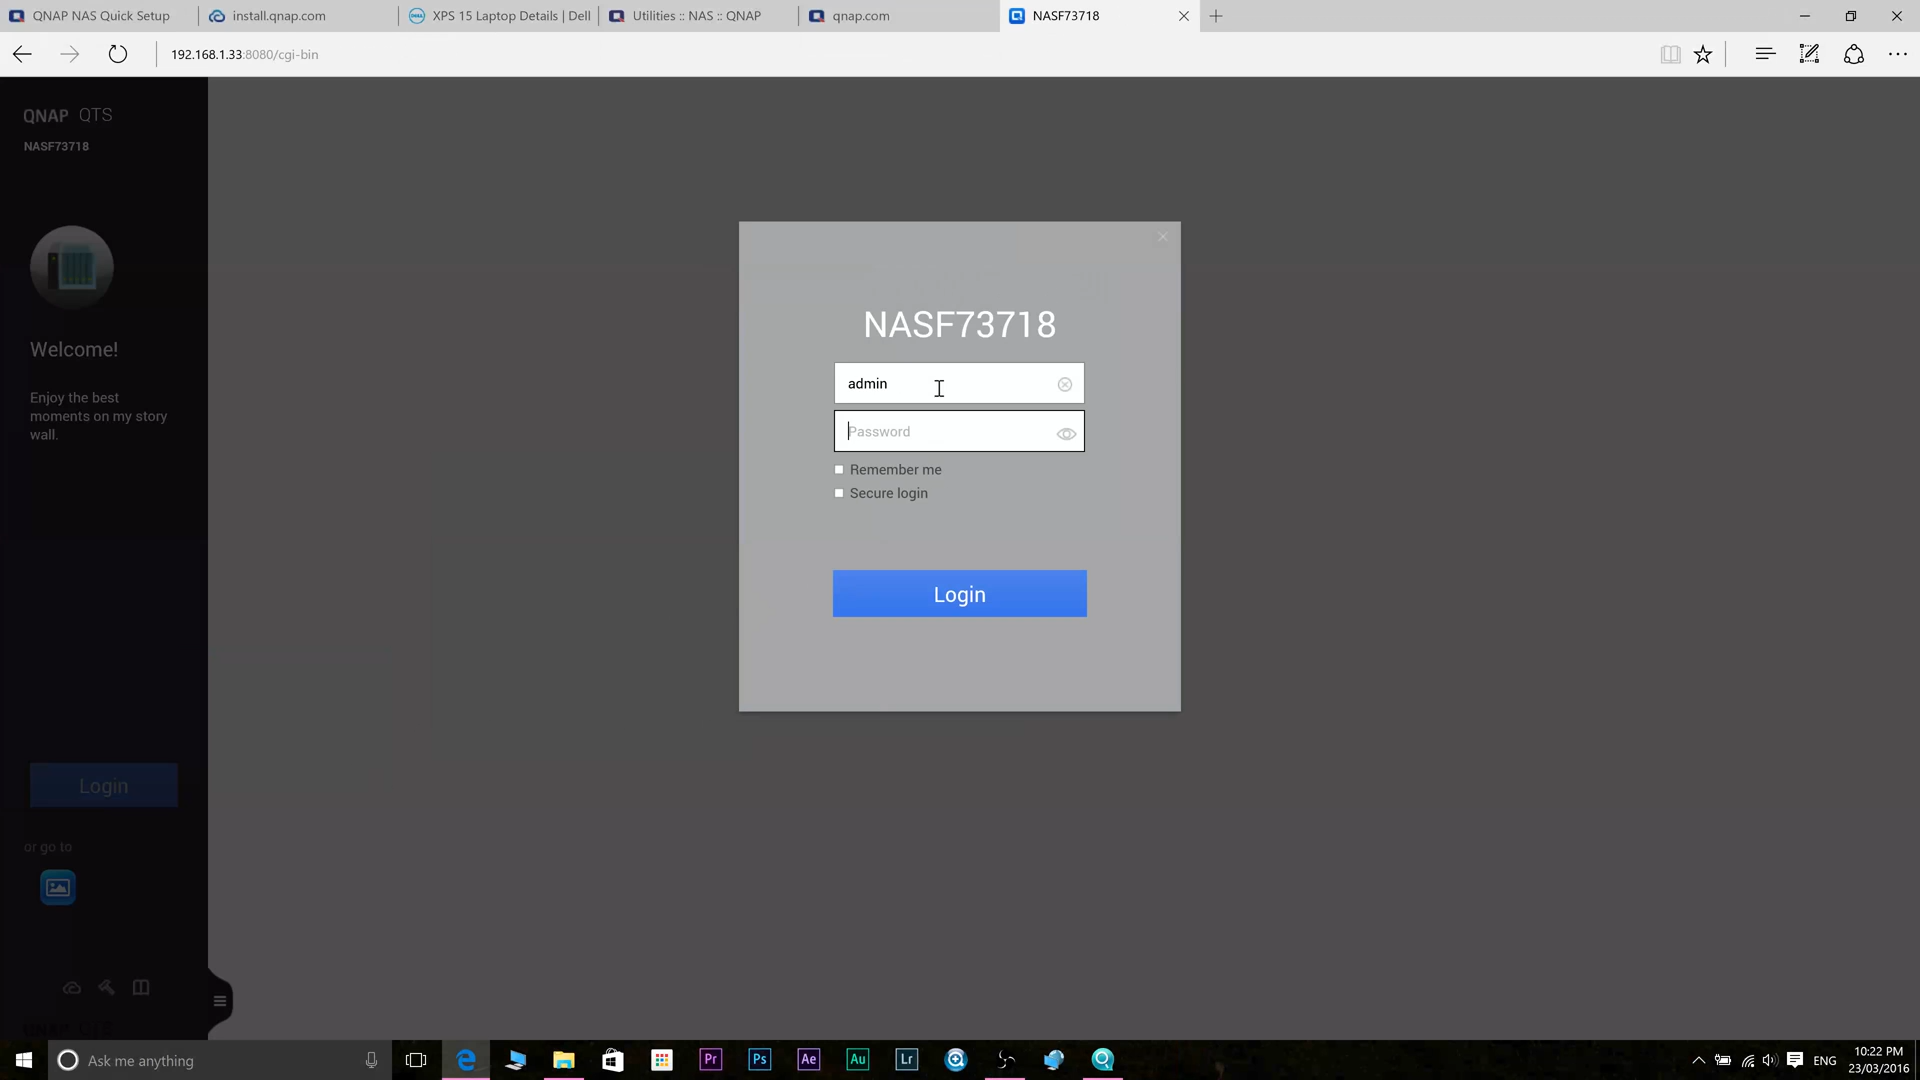 QNAP NAS Quick Setup
install.qnap.com
XPS 15 Laptop Details | Dell
Utilities :: NAS :: QNAP
qnap.com
NASF73718
192.168.1.33:8080/cgi-bin
QNAP QTS
NASF73718
Welcome!
Enjoy the best
moments on my story
wall.
Login
or go to
NASF73718
admin
Password
Remember me
Secure login
Login
QNAP QTS
Ask me anything
Pr
Ps
Ae
Au
Lr
ENG
10:22 PM
23/03/2016